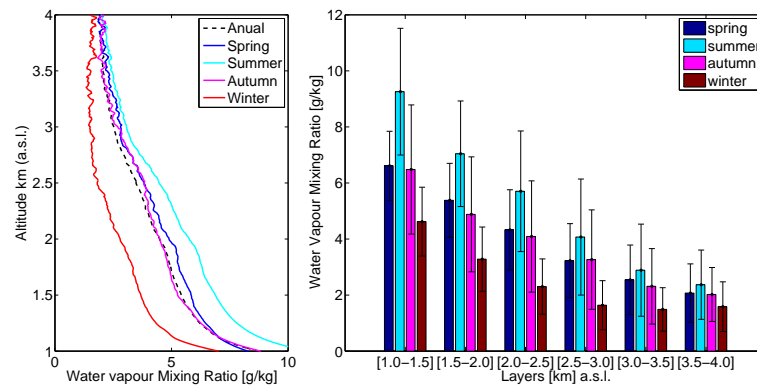 4
3.5
3
2.5
2
1.5
1
0
5
10
Altitude km (a.s.l.)
Water vapour Mixing Ratio [g/kg]
Anual
Spring
Summer
Autumn
Winter
12
10
8
6
4
2
0
Water Vapour Mixing Ratio [g/kg]
[1.0−1.5]
[1.5−2.0]
[2.0−2.5]
[2.5−3.0]
[3.0−3.5]
[3.5−4.0]
Layers [km] a.s.l.
spring
summer
autumn
winter